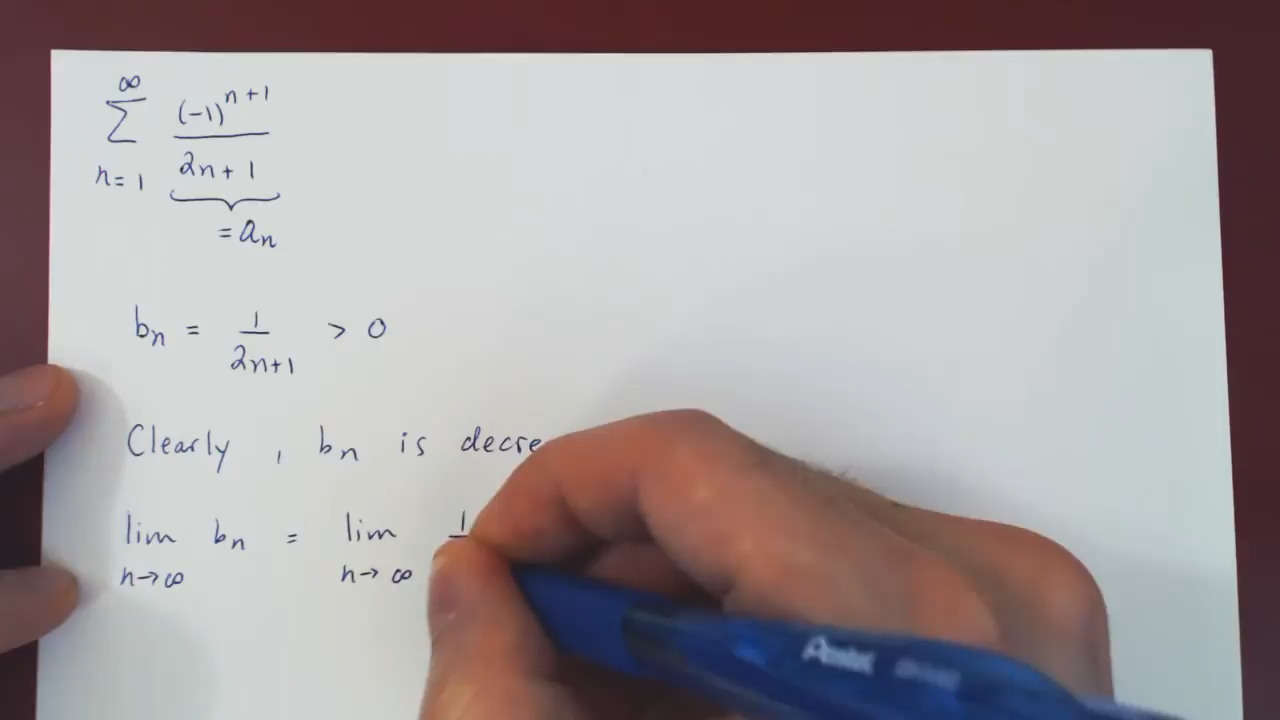 ∞
∑ (-1)^{n+1}
n=1 2n+1
= a_n
b_n = 1/(2n+1) > 0
Clearly, b_n is decre
lim b_n = lim 1
n→∞ n→∞
Pentel